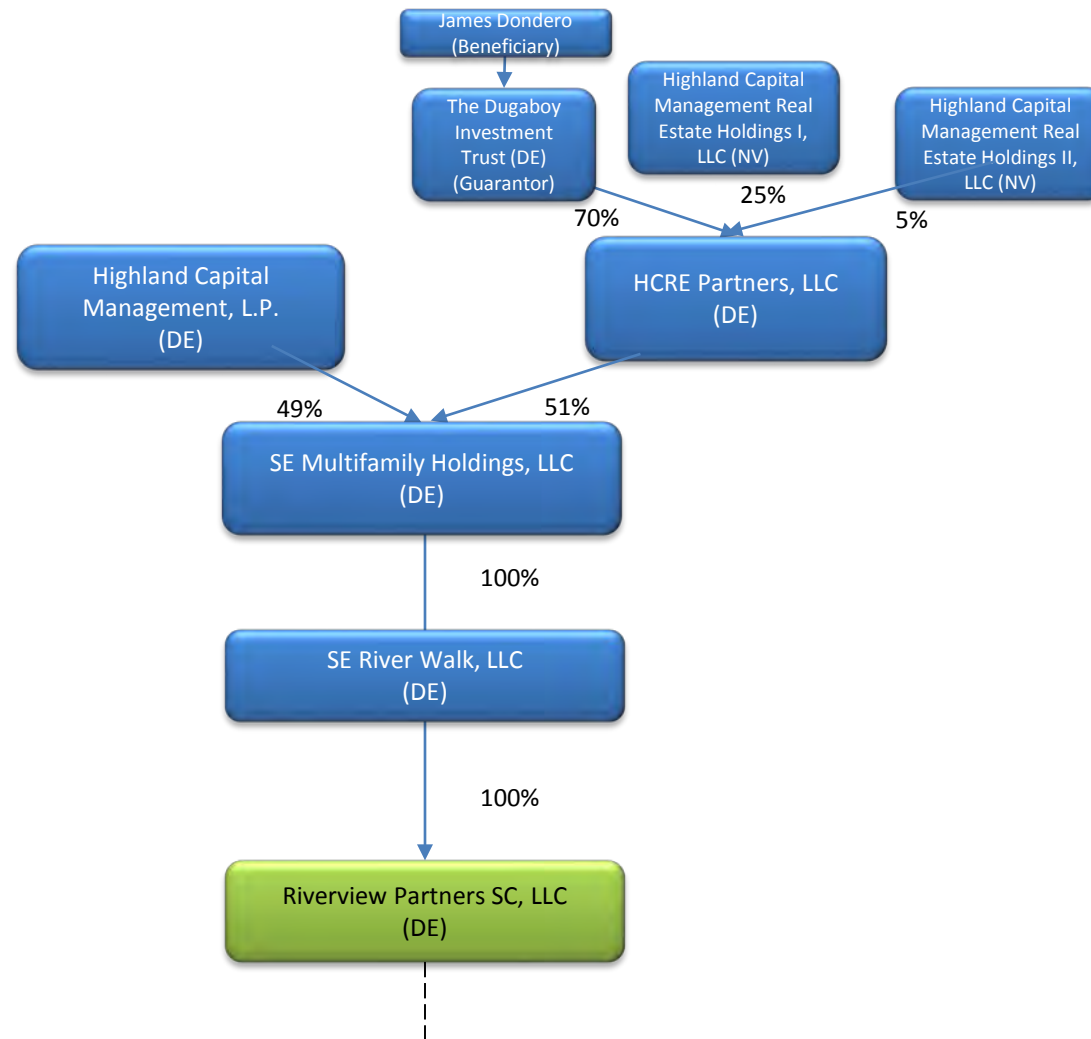 James Dondero
(Beneficiary)
The Dugaboy
Investment
Trust (DE)
(Guarantor)
Highland Capital
Management Real
Estate Holdings I,
LLC (NV)
Highland Capital
Management Real
Estate Holdings II,
LLC (NV)
70%
25%
5%
Highland Capital
Management, L.P.
(DE)
HCRE Partners, LLC
(DE)
49%
51%
SE Multifamily Holdings, LLC
(DE)
100%
SE River Walk, LLC
(DE)
100%
Riverview Partners SC, LLC
(DE)